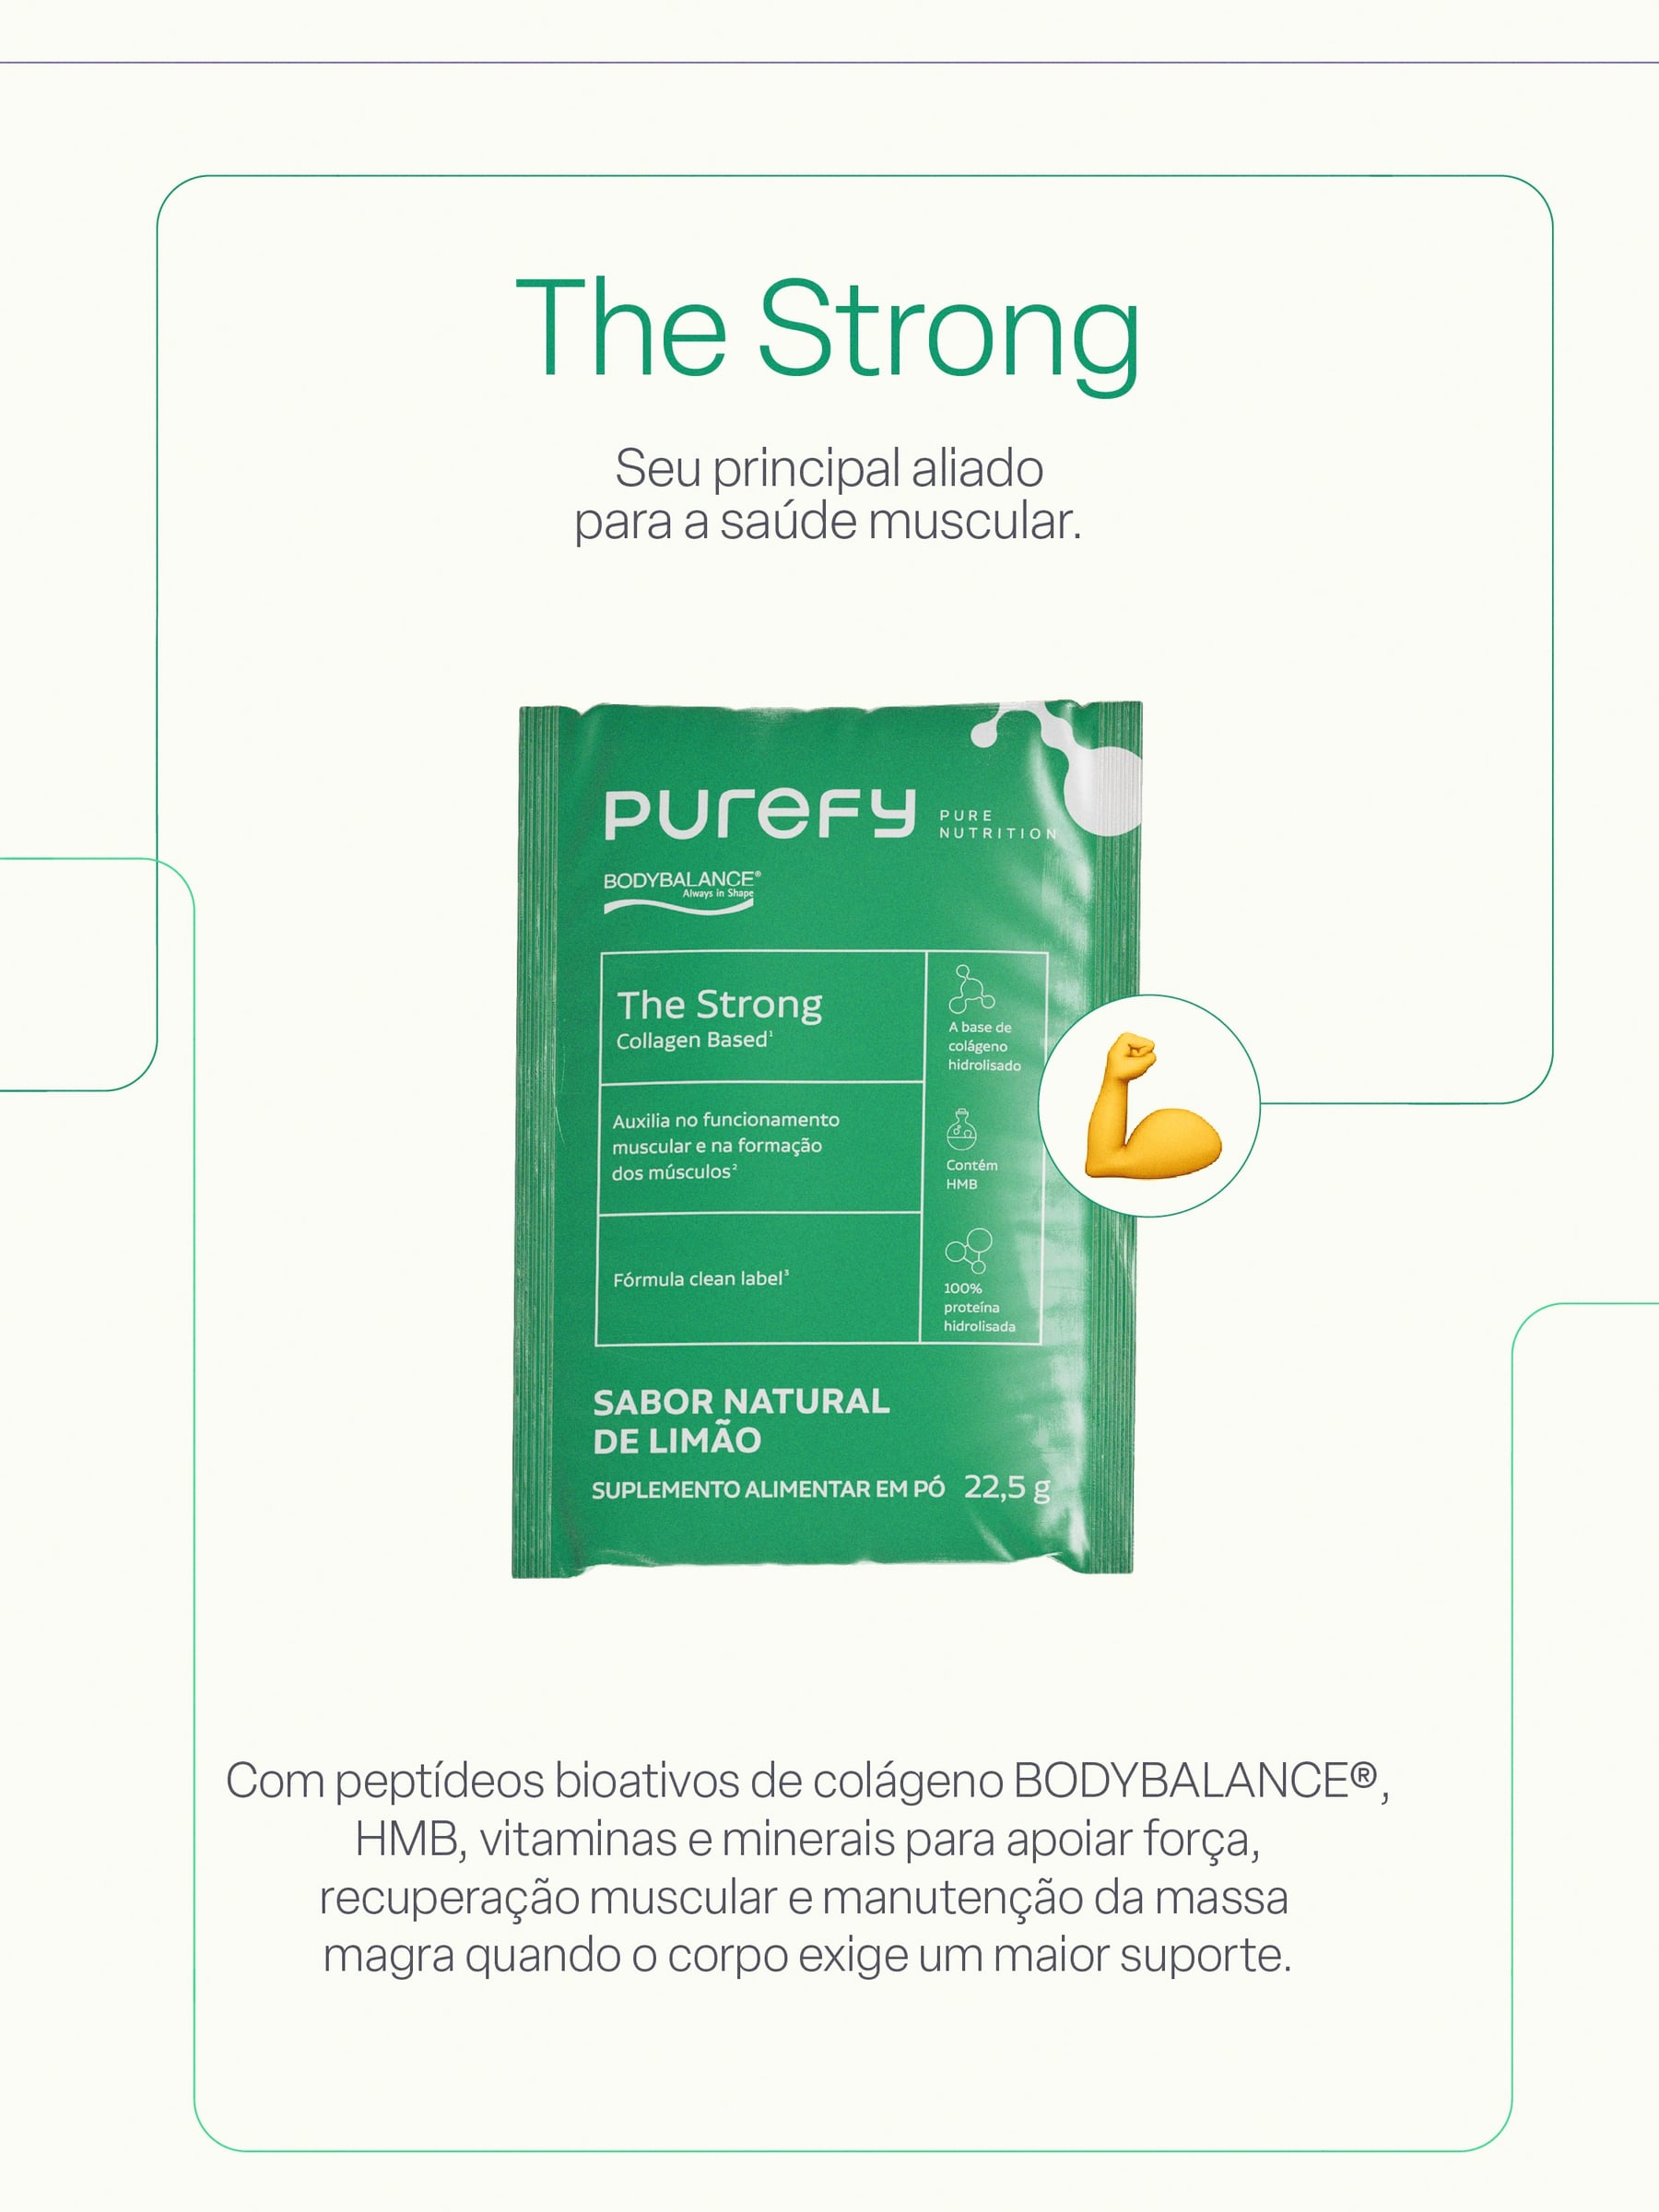 The Strong
Seu principal aliado
para a saúde muscular.
PUREFY
PURE
NUTRITION
BODYBALANCE®
Always in Shape
The Strong
Collagen Based¹
Auxilia no funcionamento
muscular e na formação
dos músculos²
Fórmula clean label³
A base de
colágeno
hidrolisado
Contém
HMB
100%
proteína
hidrolisada
SABOR NATURAL
DE LIMÃO
SUPLEMENTO ALIMENTAR EM PÓ 22,5 g
Com peptídeos bioativos de colágeno BODYBALANCE®,
HMB, vitaminas e minerais para apoiar força,
recuperação muscular e manutenção da massa
magra quando o corpo exige um maior suporte.